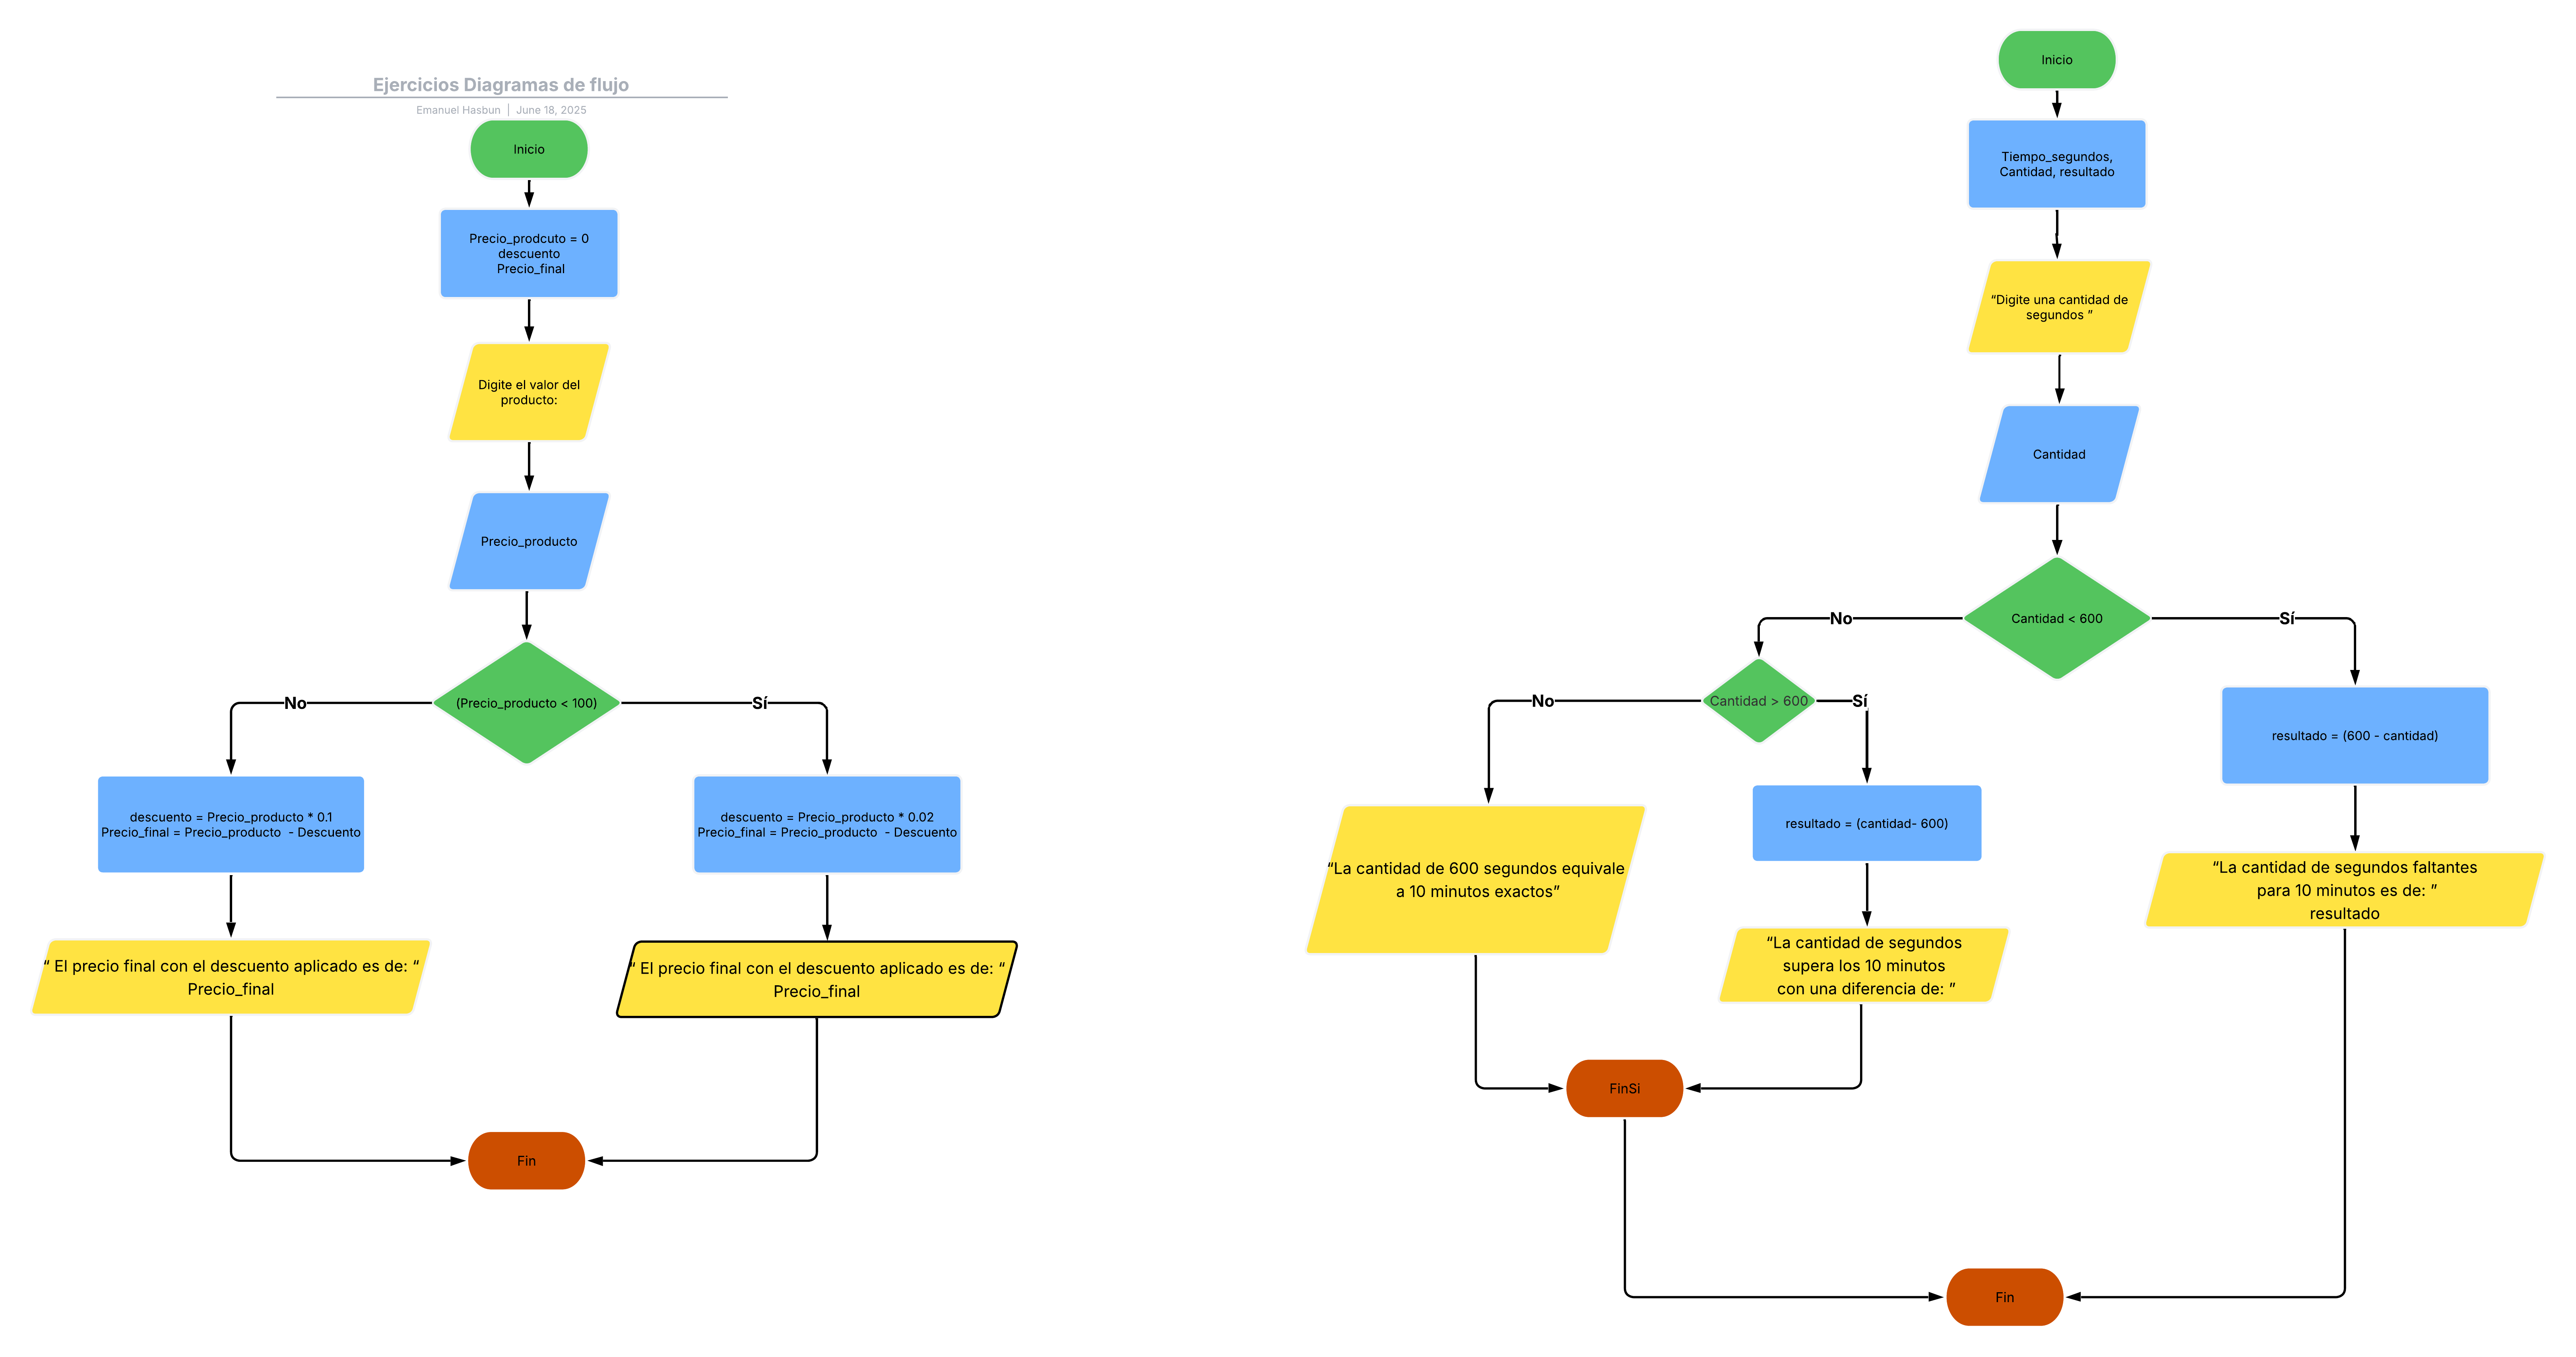 Ejercicios Diagramas de flujo
Emanuel Hasbun | June 18, 2025
Inicio
Precio_prodcuto = 0
descuento
Precio_final
Digite el valor del
producto:
Precio_producto
(Precio_producto < 100)
No
Sí
descuento = Precio_producto * 0.1
Precio_final = Precio_producto - Descuento
descuento = Precio_producto * 0.02
Precio_final = Precio_producto - Descuento
“ El precio final con el descuento aplicado es de: “
Precio_final
“ El precio final con el descuento aplicado es de: “
Precio_final
Fin
Inicio
Tiempo_segundos,
Cantidad, resultado
“Digite una cantidad de
segundos ”
Cantidad
Cantidad < 600
No
Sí
Cantidad > 600
No
Sí
resultado = (600 - cantidad)
resultado = (cantidad- 600)
“La cantidad de 600 segundos equivale
a 10 minutos exactos”
“La cantidad de segundos faltantes
para 10 minutos es de: ”
resultado
“La cantidad de segundos
supera los 10 minutos
con una diferencia de: ”
FinSi
Fin